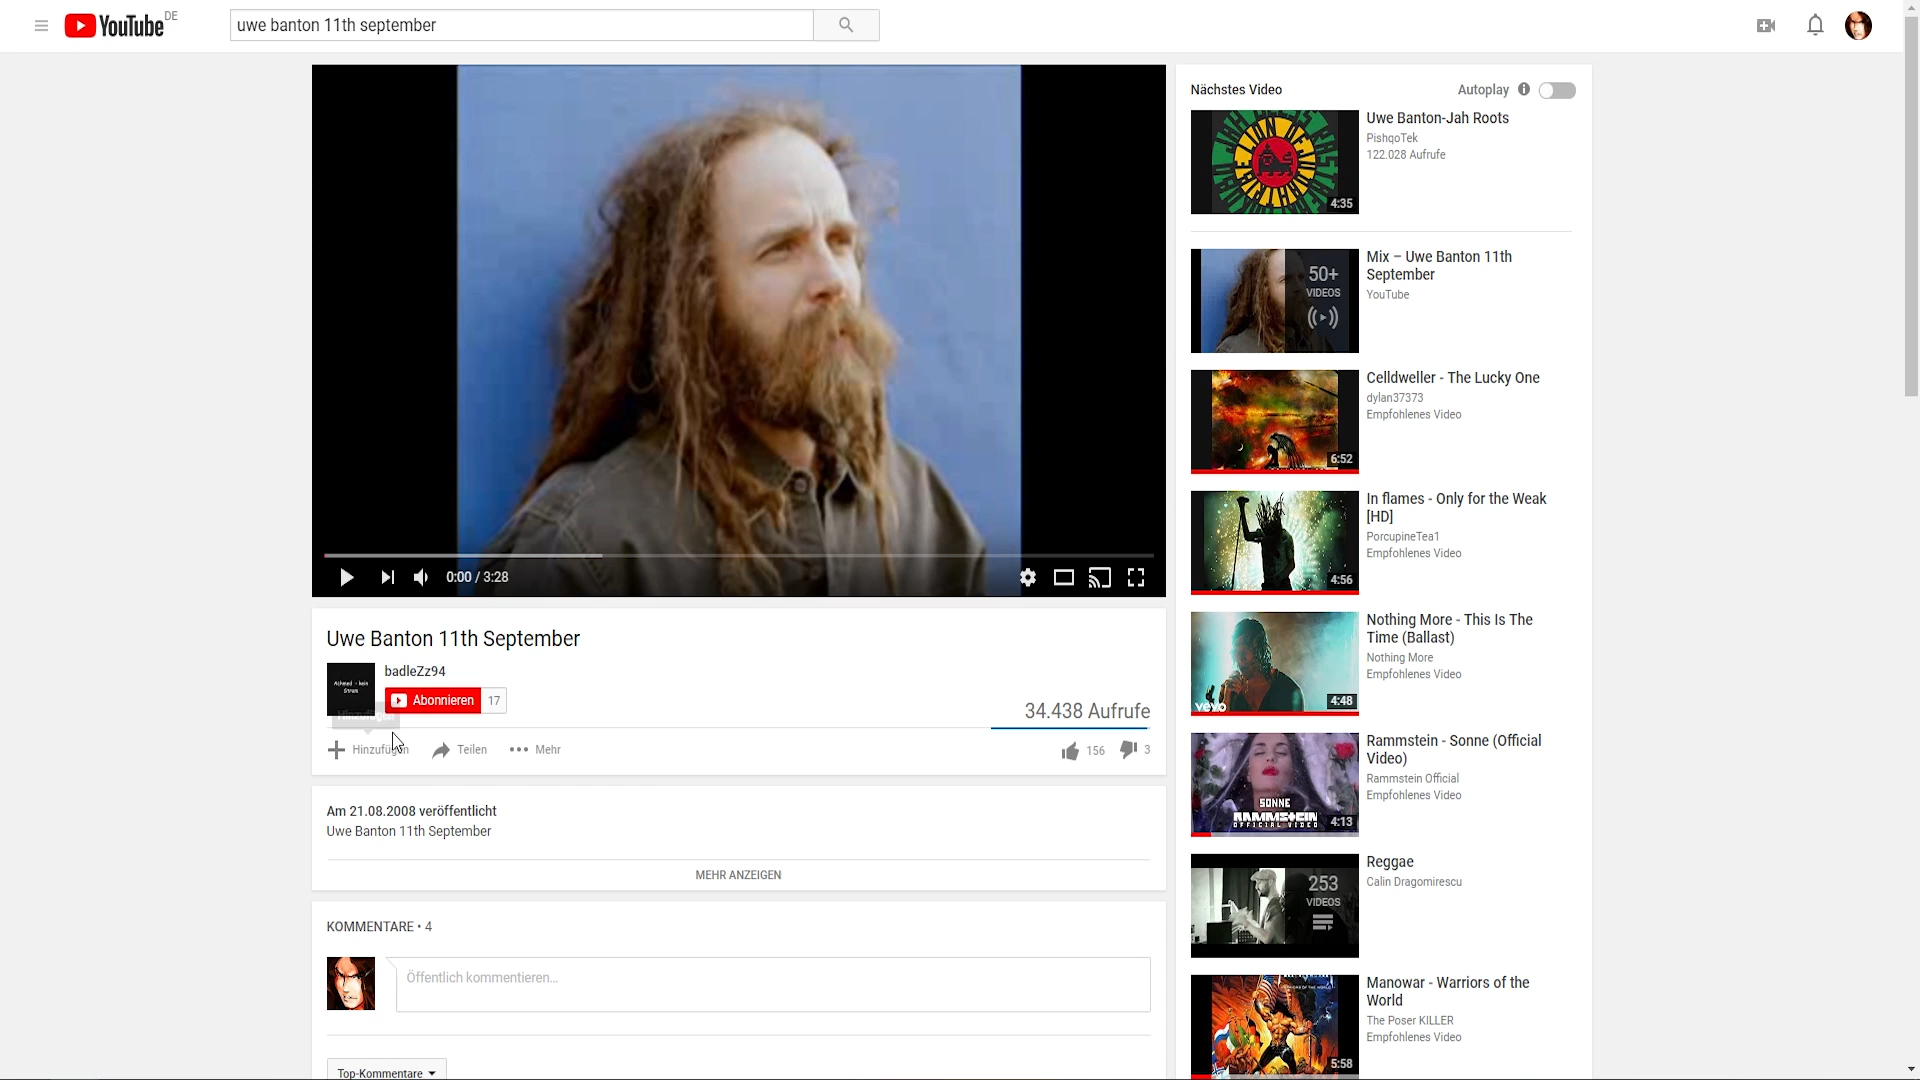 YouTube DE
uwe banton 11th september
0:00 / 3:28
Uwe Banton 11th September
Achmed - kein
Strom
badleZz94
Abonnieren 17
34.438 Aufrufe
Hinzufügen Teilen Mehr
156 3
Am 21.08.2008 veröffentlicht
Uwe Banton 11th September
MEHR ANZEIGEN
KOMMENTARE • 4
Öffentlich kommentieren...
Top-Kommentare
Nächstes Video Autoplay
4:35
Uwe Banton-Jah Roots
PishqoTek
122.028 Aufrufe
50+
VIDEOS
Mix – Uwe Banton 11th
September
YouTube
6:52
Celldweller - The Lucky One
dylan37373
Empfohlenes Video
4:56
In flames - Only for the Weak
[HD]
PorcupineTea1
Empfohlenes Video
vevo
4:48
Nothing More - This Is The
Time (Ballast)
Nothing More
Empfohlenes Video
SONNE
RAMMSTEIN
OFFICIAL VIDEO
4:13
Rammstein - Sonne (Official
Video)
Rammstein Official
Empfohlenes Video
253
VIDEOS
Reggae
Calin Dragomirescu
5:58
Manowar - Warriors of the
World
The Poser KILLER
Empfohlenes Video